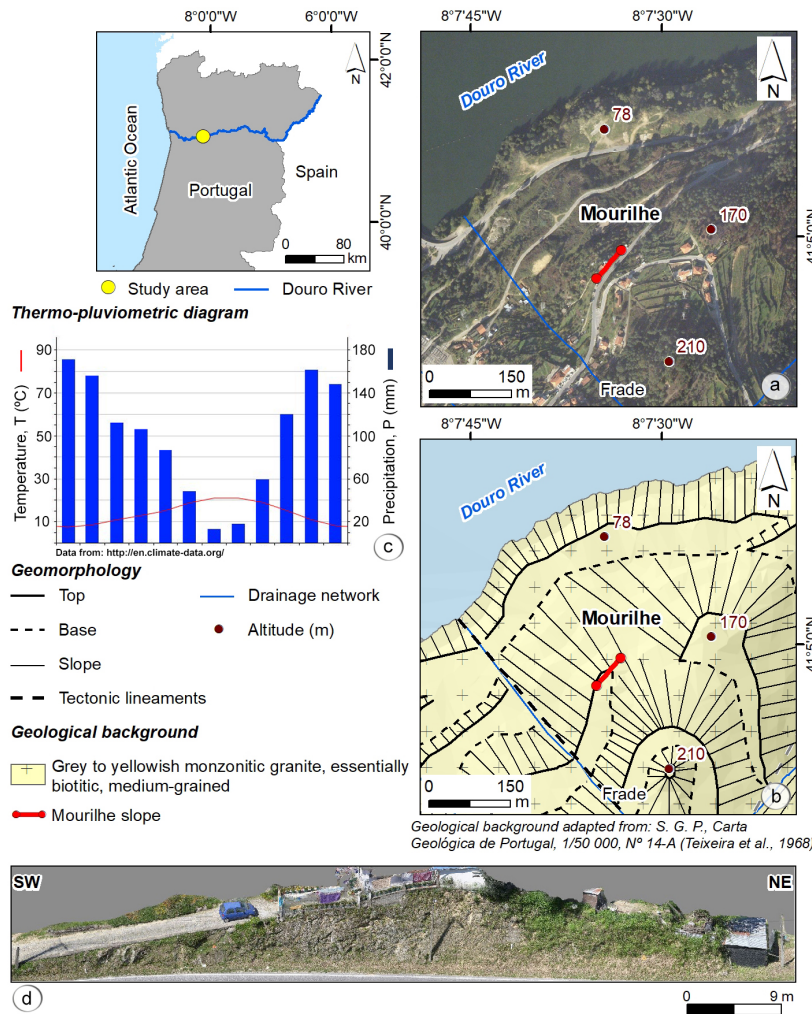 8°0'0"W
6°0'0"W
42°0'0"N
40°0'0"N
N
Atlantic Ocean
Portugal
Spain
0 80
km
Study area
Douro River
8°7'45"W
8°7'30"W
41°5'0"N
Douro River
N
78
Mourilhe
170
210
0 150
m
Frade
a
Thermo-pluviometric diagram
Temperature, T (ºC)
90
70
50
30
10
180
140
100
60
20
Precipitation, P (mm)
Data from: http://en.climate-data.org/
c
8°7'45"W
8°7'30"W
41°5'0"N
Douro River
N
78
Mourilhe
170
210
0 150
m
Frade
b
Geomorphology
Top
Drainage network
Base
Altitude (m)
Slope
Tectonic lineaments
Geological background
Grey to yellowish monzonitic granite, essentially
biotitic, medium-grained
Mourilhe slope
Geological background adapted from: S. G. P., Carta
Geológica de Portugal, 1/50 000, Nº 14-A (Teixeira et al., 1968)
SW
NE
d
0 9 m